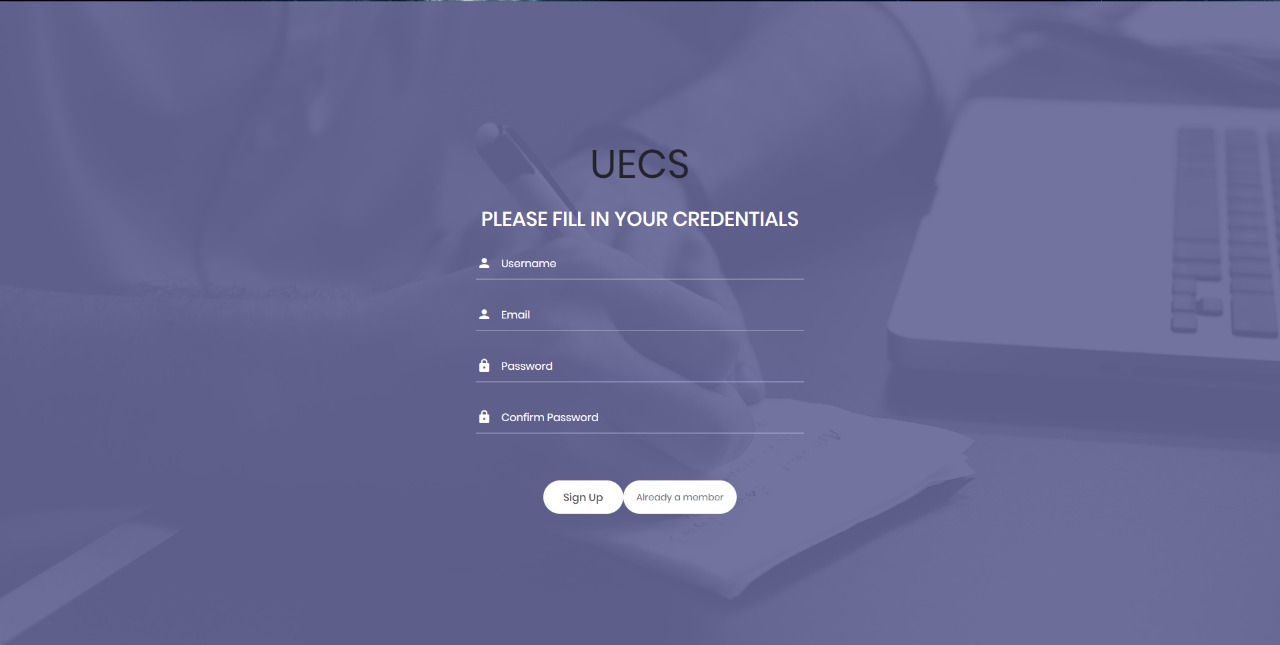 UECS
PLEASE FILL IN YOUR CREDENTIALS
Username
Email
Password
Confirm Password
Sign Up
Already a member